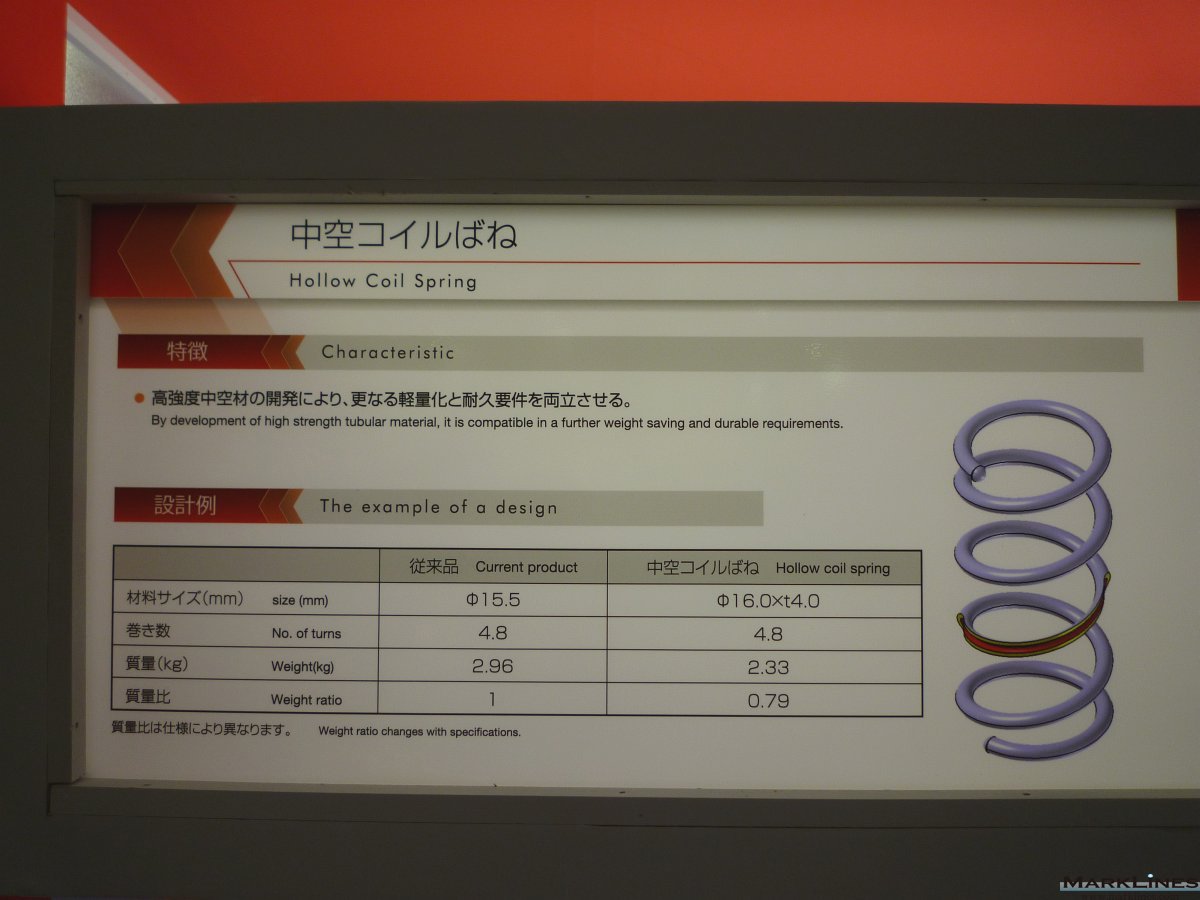 中空コイルばね
Hollow Coil Spring
特徴 Characteristic
● 高強度中空材の開発により、更なる軽量化と耐久要件を両立させる。
By development of high strength tubular material, it is compatible in a further weight saving and durable requirements.
設計例 The example of a design
従来品 Current product 中空コイルばね Hollow coil spring
材料サイズ(mm) size (mm) Φ15.5 Φ16.0×t4.0
巻き数 No. of turns 4.8 4.8
質量(kg) Weight(kg) 2.96 2.33
質量比 Weight ratio 1 0.79
質量比は仕様により異なります。 Weight ratio changes with specifications.
MARKLINES